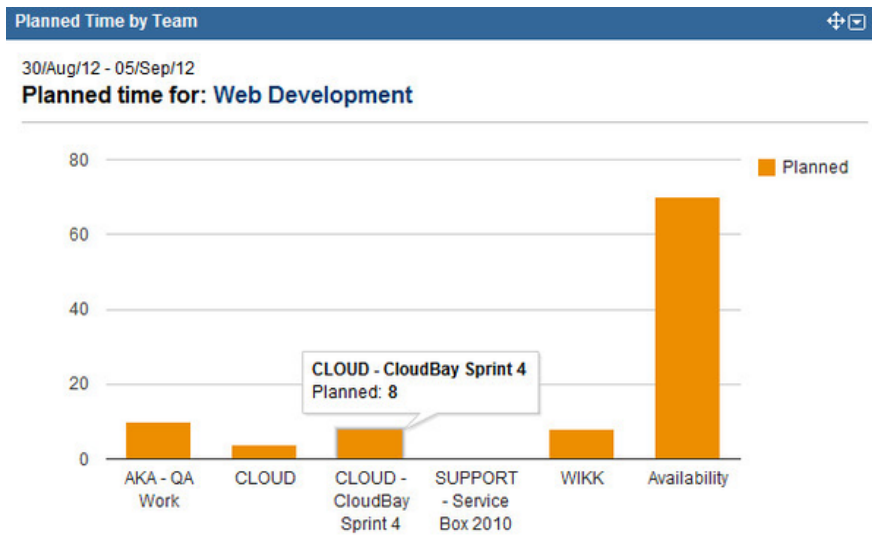 Planned Time by Team
30/Aug/12 - 05/Sep/12
Planned time for: Web Development
80
Planned
60
40
CLOUD - CloudBay Sprint 4
Planned: 8
20
0
AKA - QA
Work
CLOUD
CLOUD -
CloudBay
Sprint 4
SUPPORT
- Service
Box 2010
WIKK
Availability